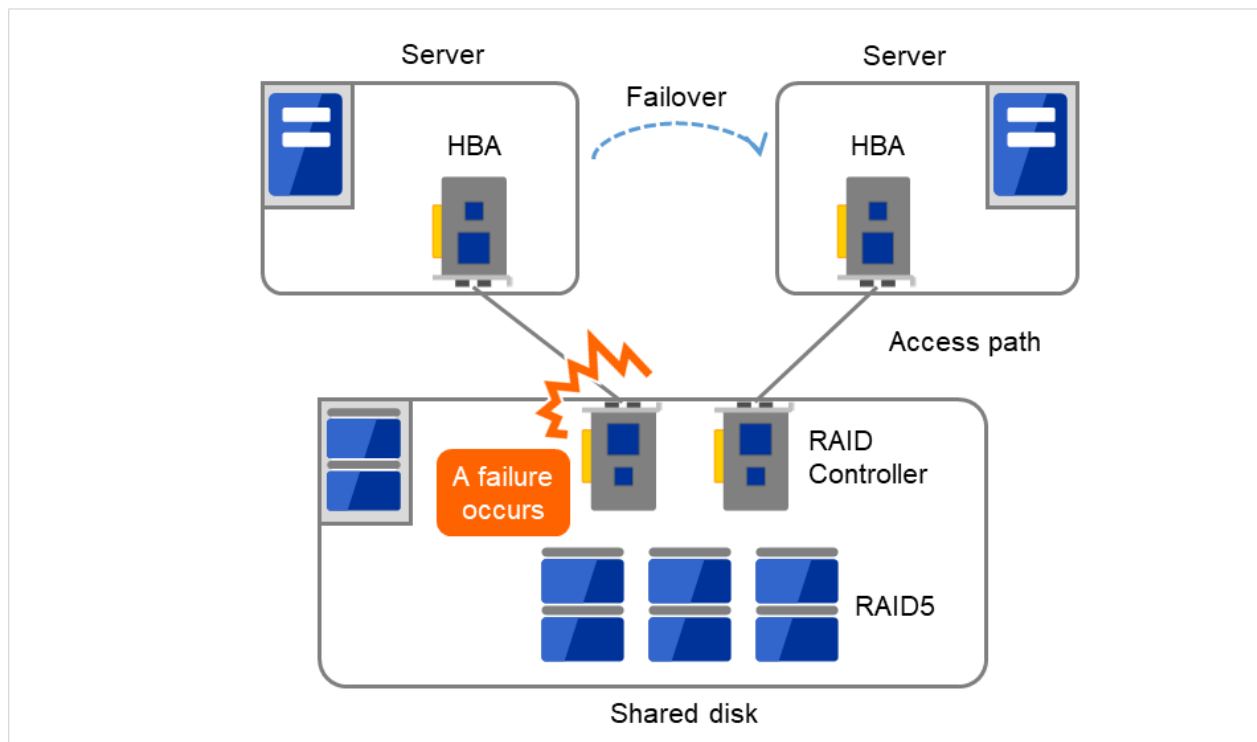 Server
Server
Failover
HBA
HBA
Access path
RAID
Controller
A failure
occurs
RAID5
Shared disk